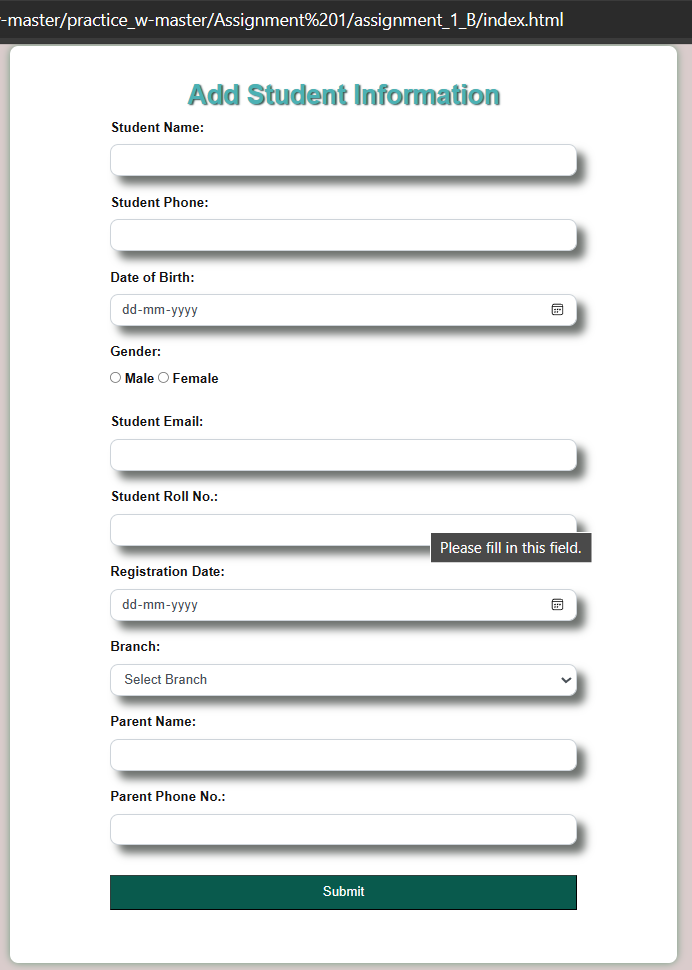 -master/practice_w-master/Assignment%201/assignment_1_B/index.html
Add Student Information
Student Name:
Student Phone:
Date of Birth:
dd-mm-yyyy
Gender:
Male Female
Student Email:
Student Roll No.:
Please fill in this field.
Registration Date:
dd-mm-yyyy
Branch:
Select Branch
Parent Name:
Parent Phone No.:
Submit